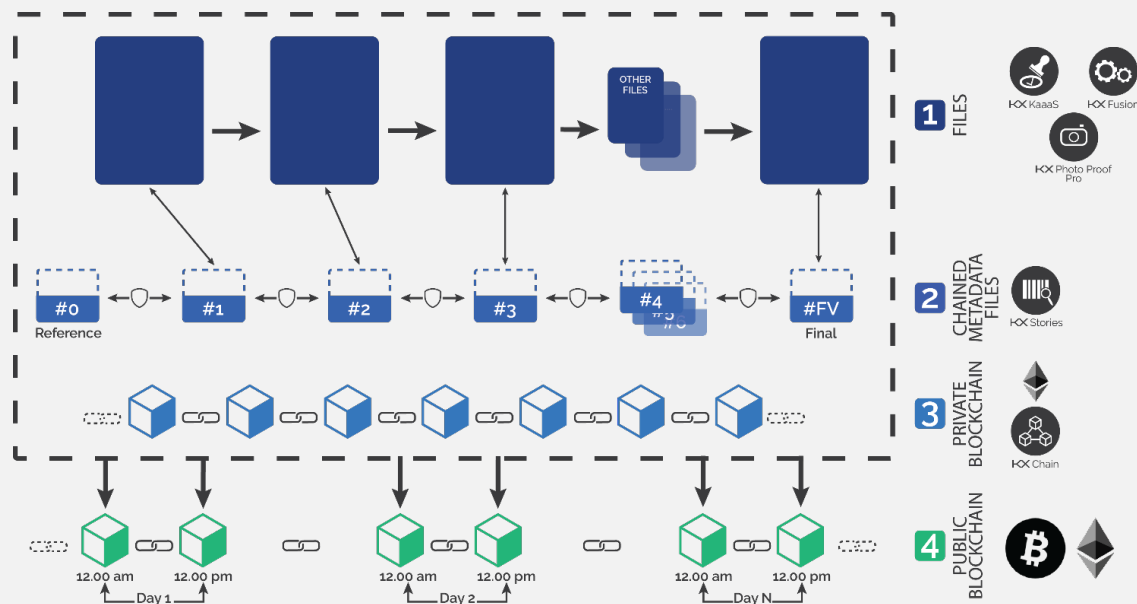 OTHER
FILES
1
FILES
KX KaaaS
KX Fusion
KX Photo Proof
Pro
#0
#1
#2
#3
#4
#5
#6
#FV
Reference
Final
2
CHAINED
METADATA
FILES
KX Stories
3
PRIVATE
BLOCKCHAIN
KX Chain
12.00 am
12.00 pm
12.00 am
12.00 pm
12.00 am
12.00 pm
Day 1
Day 2
Day N
4
PUBLIC
BLOCKCHAIN